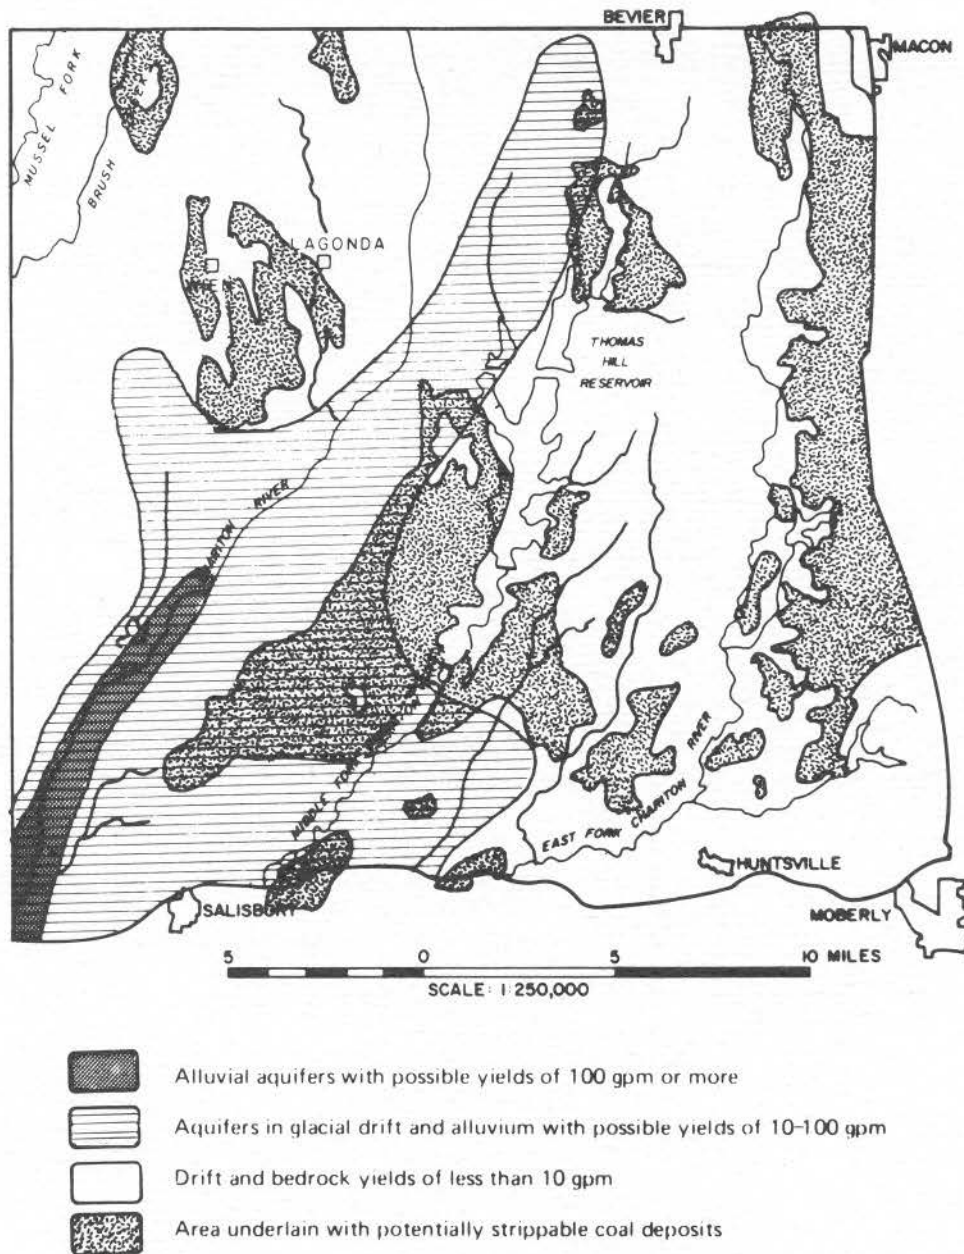 BEVIER
MACON
MUSSEL FORK
BRUSH
LAGONDA
THOMAS
HILL
RESERVOIR
RIVER
MIDDLE FORK
EAST FORK CHARITON RIVER
HUNTSVILLE
SALISBURY
MOBERLY
5 0 5 10 MILES
SCALE: 1:250,000
Alluvial aquifers with possible yields of 100 gpm or more
Aquifers in glacial drift and alluvium with possible yields of 10-100 gpm
Drift and bedrock yields of less than 10 gpm
Area underlain with potentially strippable coal deposits